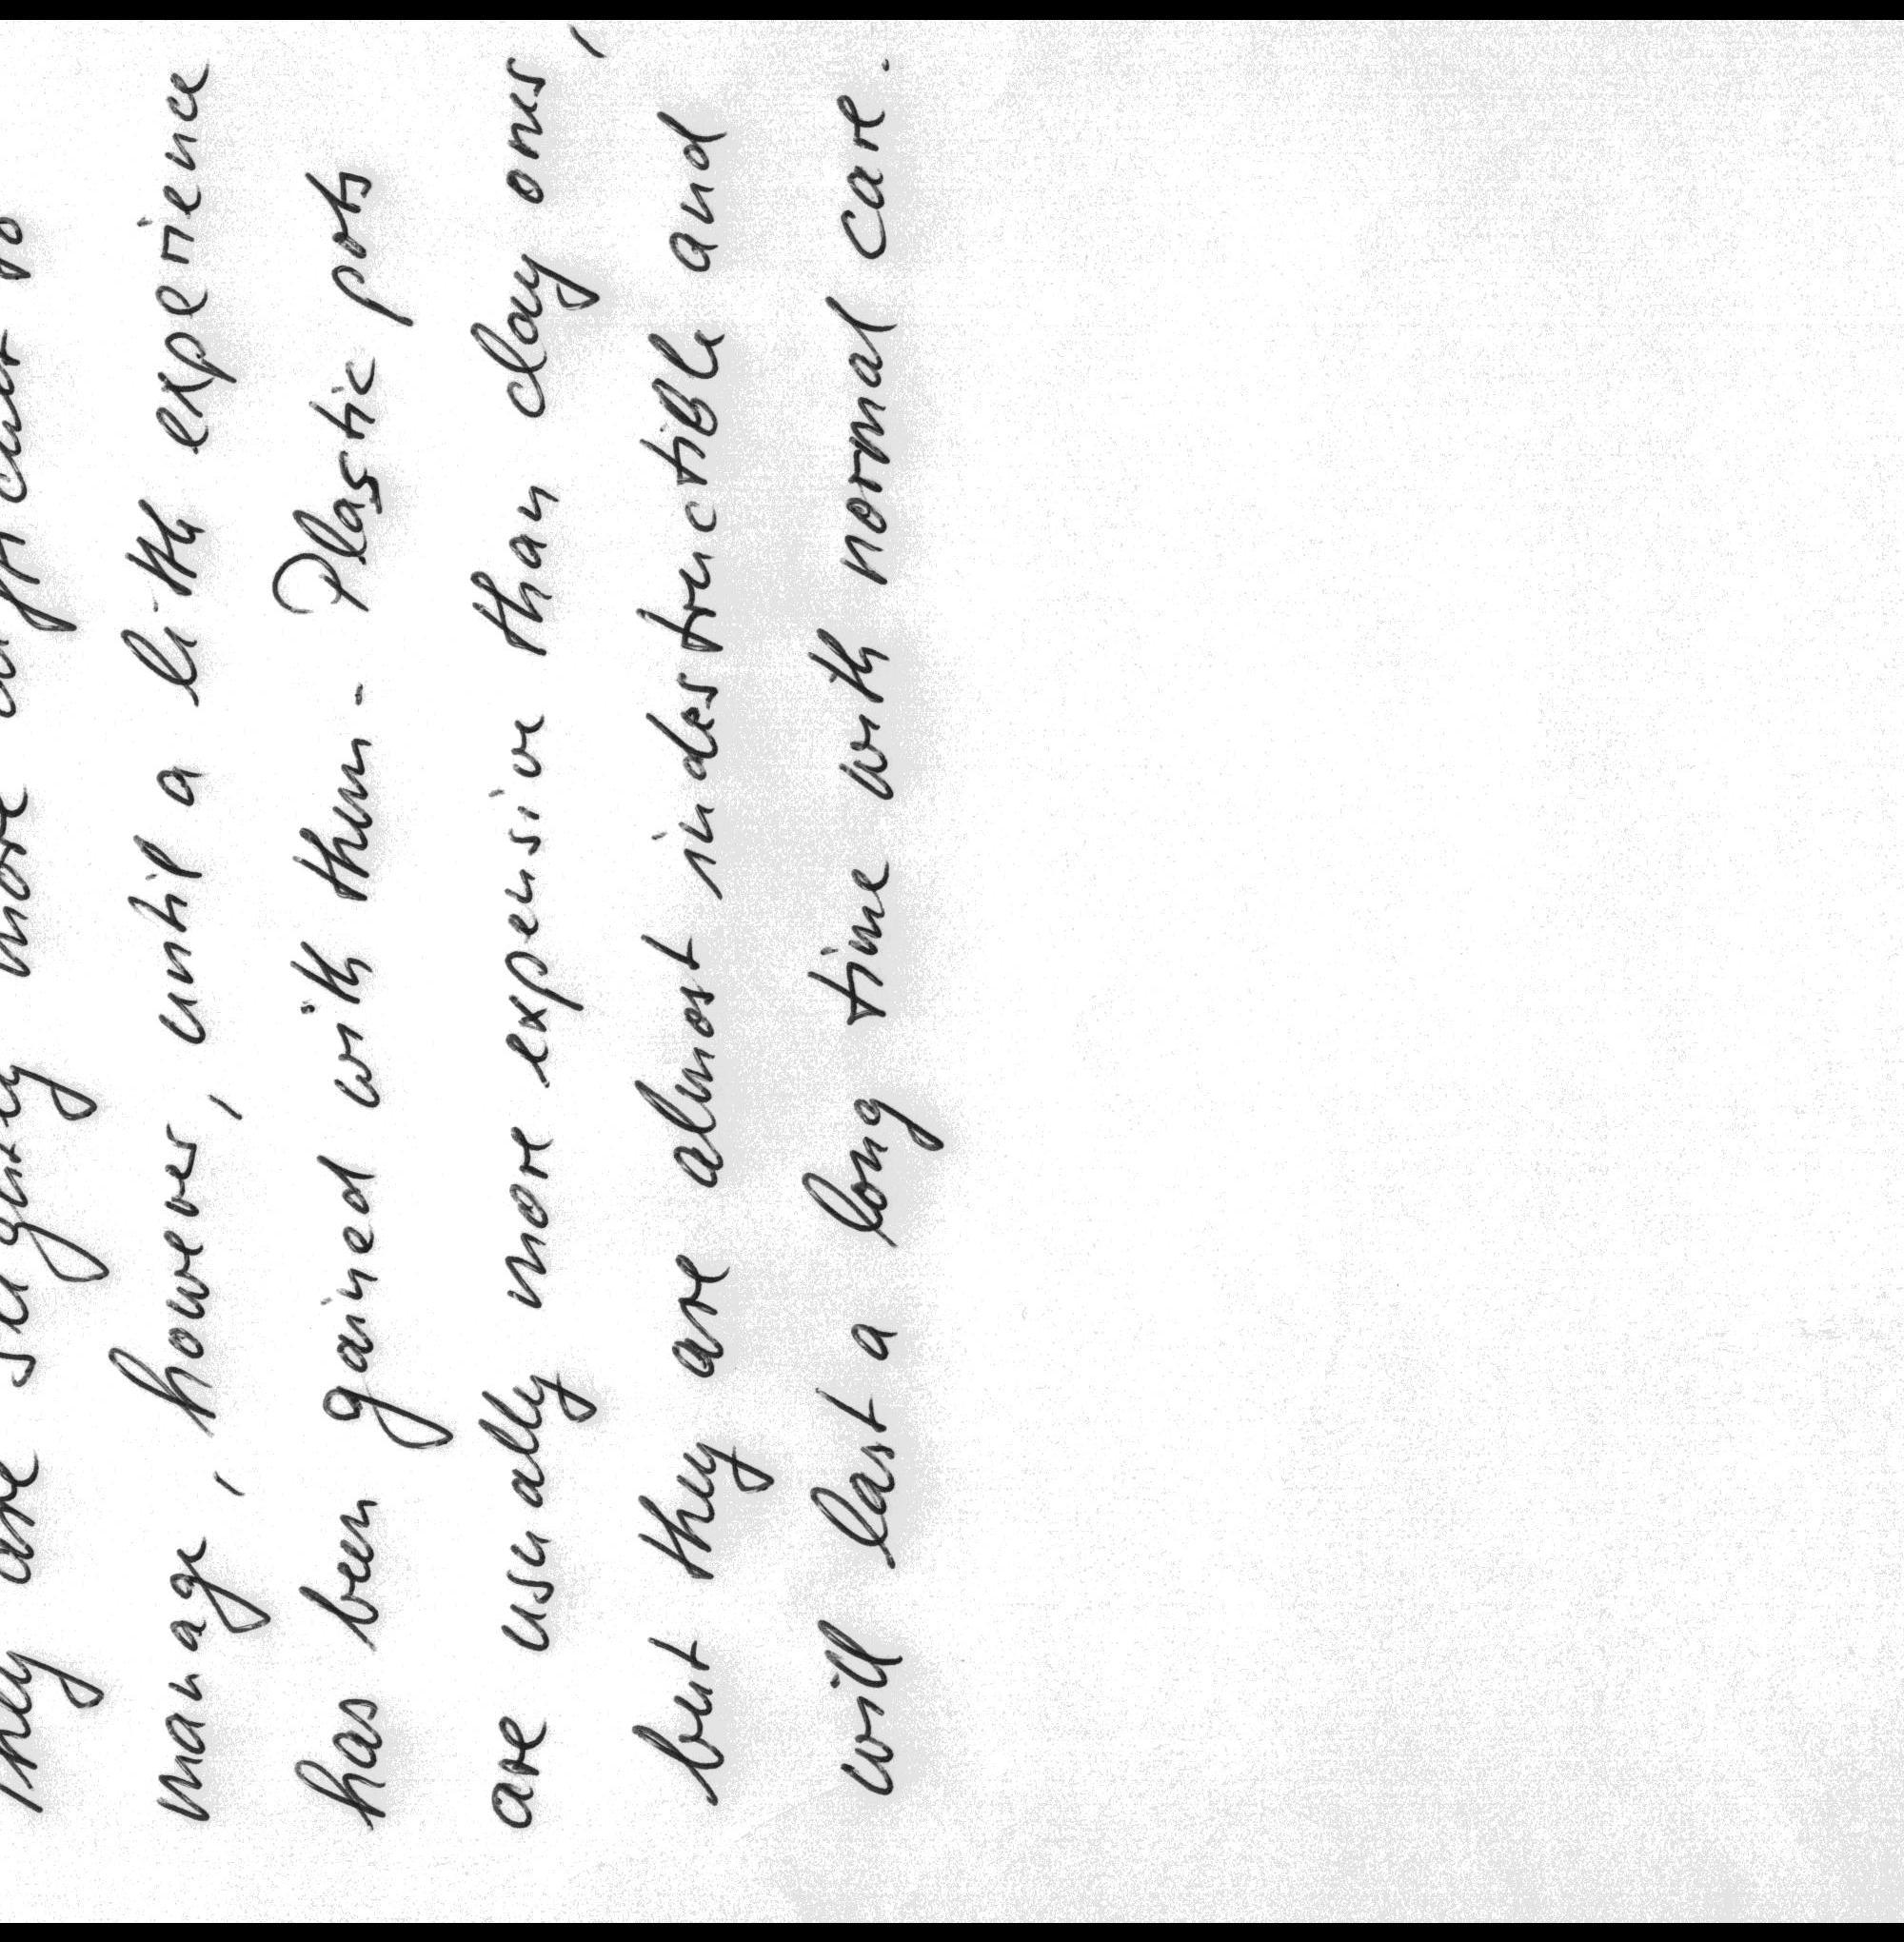 They are slightly more difficult to
manage, however, until a little experience
has been gained with them. Plastic pots
are usually more expensive than clay ones,
but they are almost indestructible and
will last a long time with normal care.